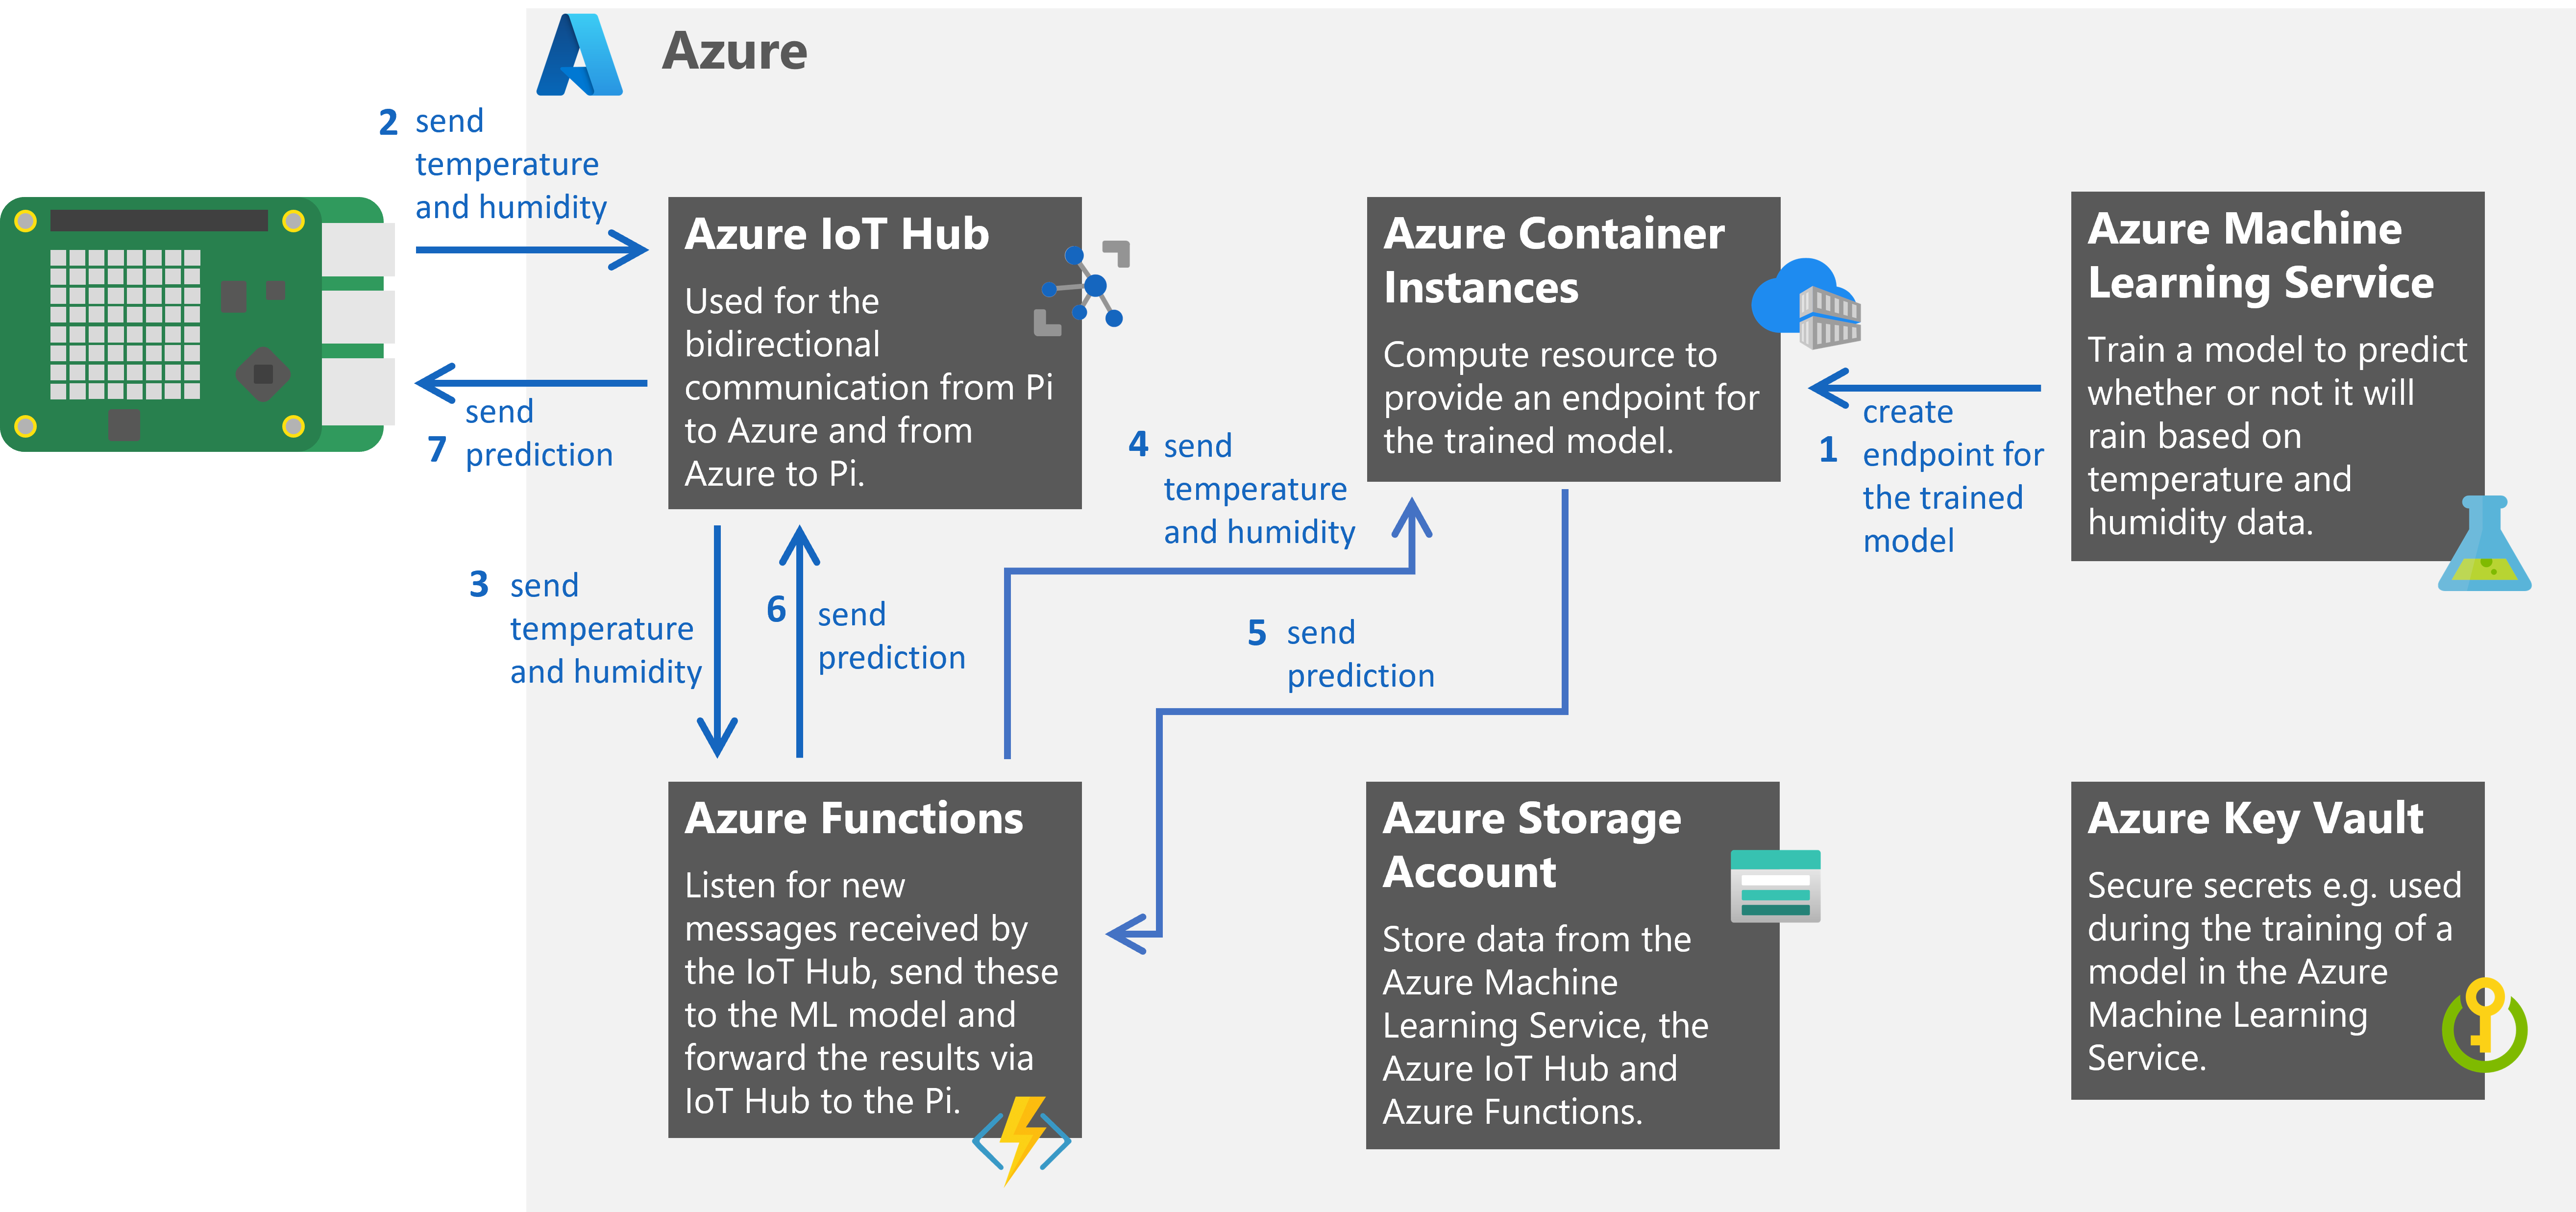 Azure
2 send
temperature
and humidity
7 send
prediction
Azure IoT Hub
Used for the
bidirectional
communication from Pi
to Azure and from
Azure to Pi.
Azure Container
Instances
Compute resource to
provide an endpoint for
the trained model.
1 create
endpoint for
the trained
model
Azure Machine
Learning Service
Train a model to predict
whether or not it will
rain based on
temperature and
humidity data.
3 send
temperature
and humidity
6 send
prediction
4 send
temperature
and humidity
5 send
prediction
Azure Functions
Listen for new
messages received by
the IoT Hub, send these
to the ML model and
forward the results via
IoT Hub to the Pi.
Azure Storage
Account
Store data from the
Azure Machine
Learning Service, the
Azure IoT Hub and
Azure Functions.
Azure Key Vault
Secure secrets e.g. used
during the training of a
model in the Azure
Machine Learning
Service.